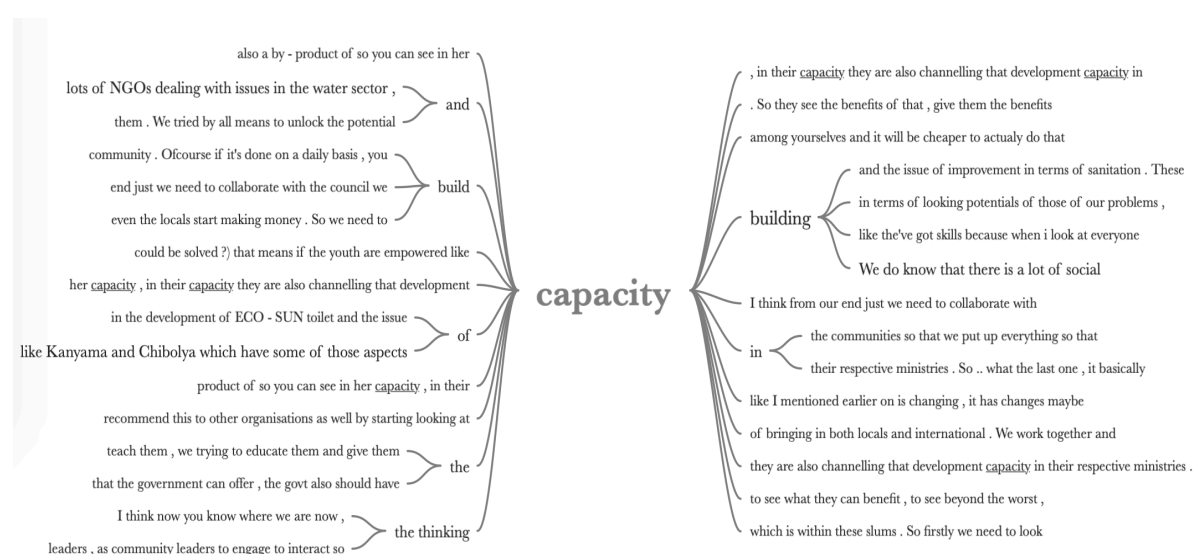 also a by - product of so you can see in her
lots of NGOs dealing with issues in the water sector ,
and
them . We tried by all means to unlock the potential
community . Ofcourse if it's done on a daily basis , you
end just we need to collaborate with the council we
build
even the locals start making money . So we need to
could be solved ?) that means if the youth are empowered like
her capacity , in their capacity they are also channelling that development
in the development of ECO - SUN toilet and the issue
of
like Kanyama and Chibolya which have some of those aspects
product of so you can see in her capacity , in their
recommend this to other organisations as well by starting looking at
teach them , we trying to educate them and give them
the
that the government can offer , the govt also should have
I think now you know where we are now ,
the thinking
leaders , as community leaders to engage to interact so
capacity
, in their capacity they are also channelling that development capacity in
. So they see the benefits of that , give them the benefits
among yourselves and it will be cheaper to actualy do that
building
and the issue of improvement in terms of sanitation . These
in terms of looking potentials of those of our problems ,
like the've got skills because when i look at everyone
We do know that there is a lot of social
I think from our end just we need to collaborate with
in
the communities so that we put up everything so that
their respective ministries . So .. what the last one , it basically
like I mentioned earlier on is changing , it has changes maybe
of bringing in both locals and international . We work together and
they are also channelling that development capacity in their respective ministries .
to see what they can benefit , to see beyond the worst ,
which is within these slums . So firstly we need to look